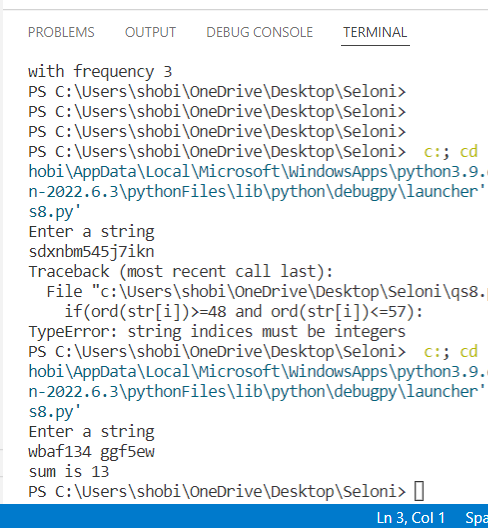 PROBLEMS OUTPUT DEBUG CONSOLE TERMINAL
with frequency 3
PS C:\Users\shobi\OneDrive\Desktop\Seloni>
PS C:\Users\shobi\OneDrive\Desktop\Seloni>
PS C:\Users\shobi\OneDrive\Desktop\Seloni>
PS C:\Users\shobi\OneDrive\Desktop\Seloni>  c:; cd
hobi\AppData\Local\Microsoft\WindowsApps\python3.9.
n-2022.6.3\pythonFiles\lib\python\debugpy\launcher'
s8.py'
Enter a string
sdxnbm545j7ikn
Traceback (most recent call last):
  File "c:\Users\shobi\OneDrive\Desktop\Seloni\qs8.p
    if(ord(str[i])>=48 and ord(str[i])<=57):
TypeError: string indices must be integers
PS C:\Users\shobi\OneDrive\Desktop\Seloni>  c:; cd
hobi\AppData\Local\Microsoft\WindowsApps\python3.9.
n-2022.6.3\pythonFiles\lib\python\debugpy\launcher'
s8.py'
Enter a string
wbaf134 ggf5ew
sum is 13
PS C:\Users\shobi\OneDrive\Desktop\Seloni>
Ln 3, Col 1 Spa